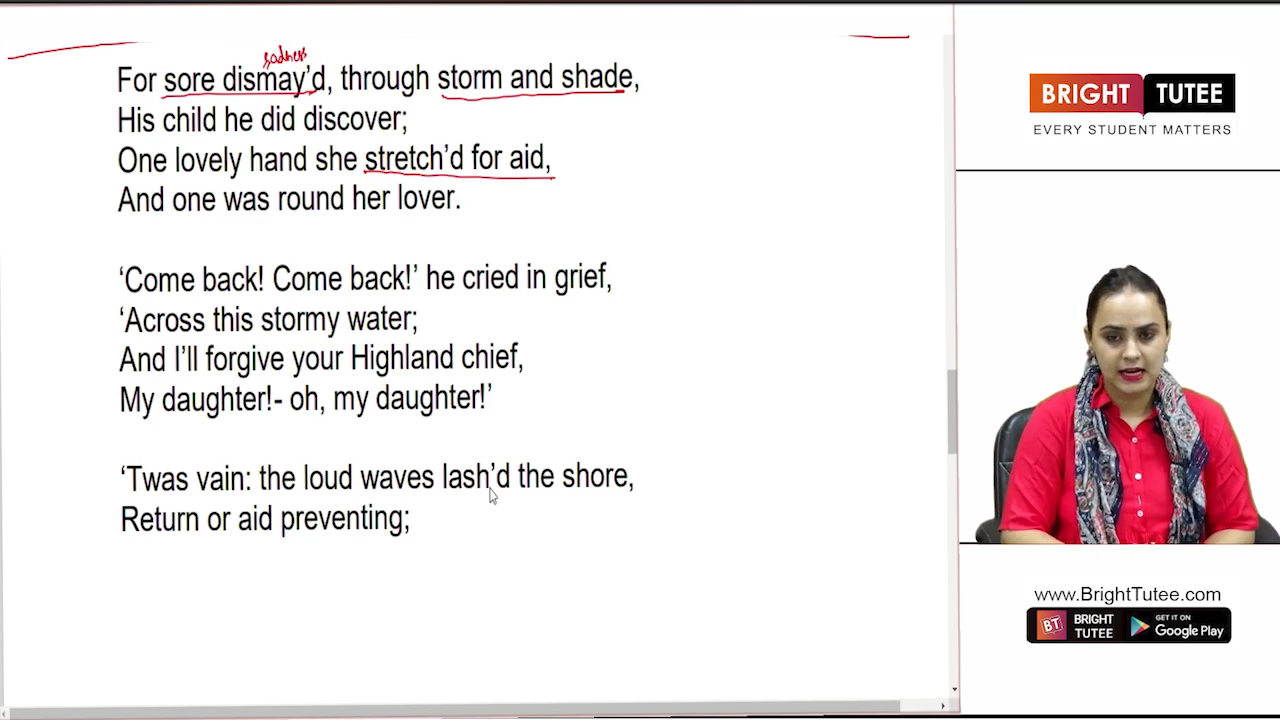 sadness
For sore dismay’d, through storm and shade,
His child he did discover;
One lovely hand she stretch’d for aid,
And one was round her lover.
‘Come back! Come back!’ he cried in grief,
‘Across this stormy water;
And I’ll forgive your Highland chief,
My daughter!- oh, my daughter!’
‘Twas vain: the loud waves lash’d the shore,
Return or aid preventing;
BRIGHT TUTEE
EVERY STUDENT MATTERS
www.BrightTutee.com
BT BRIGHT TUTEE
GET IT ON
Google Play